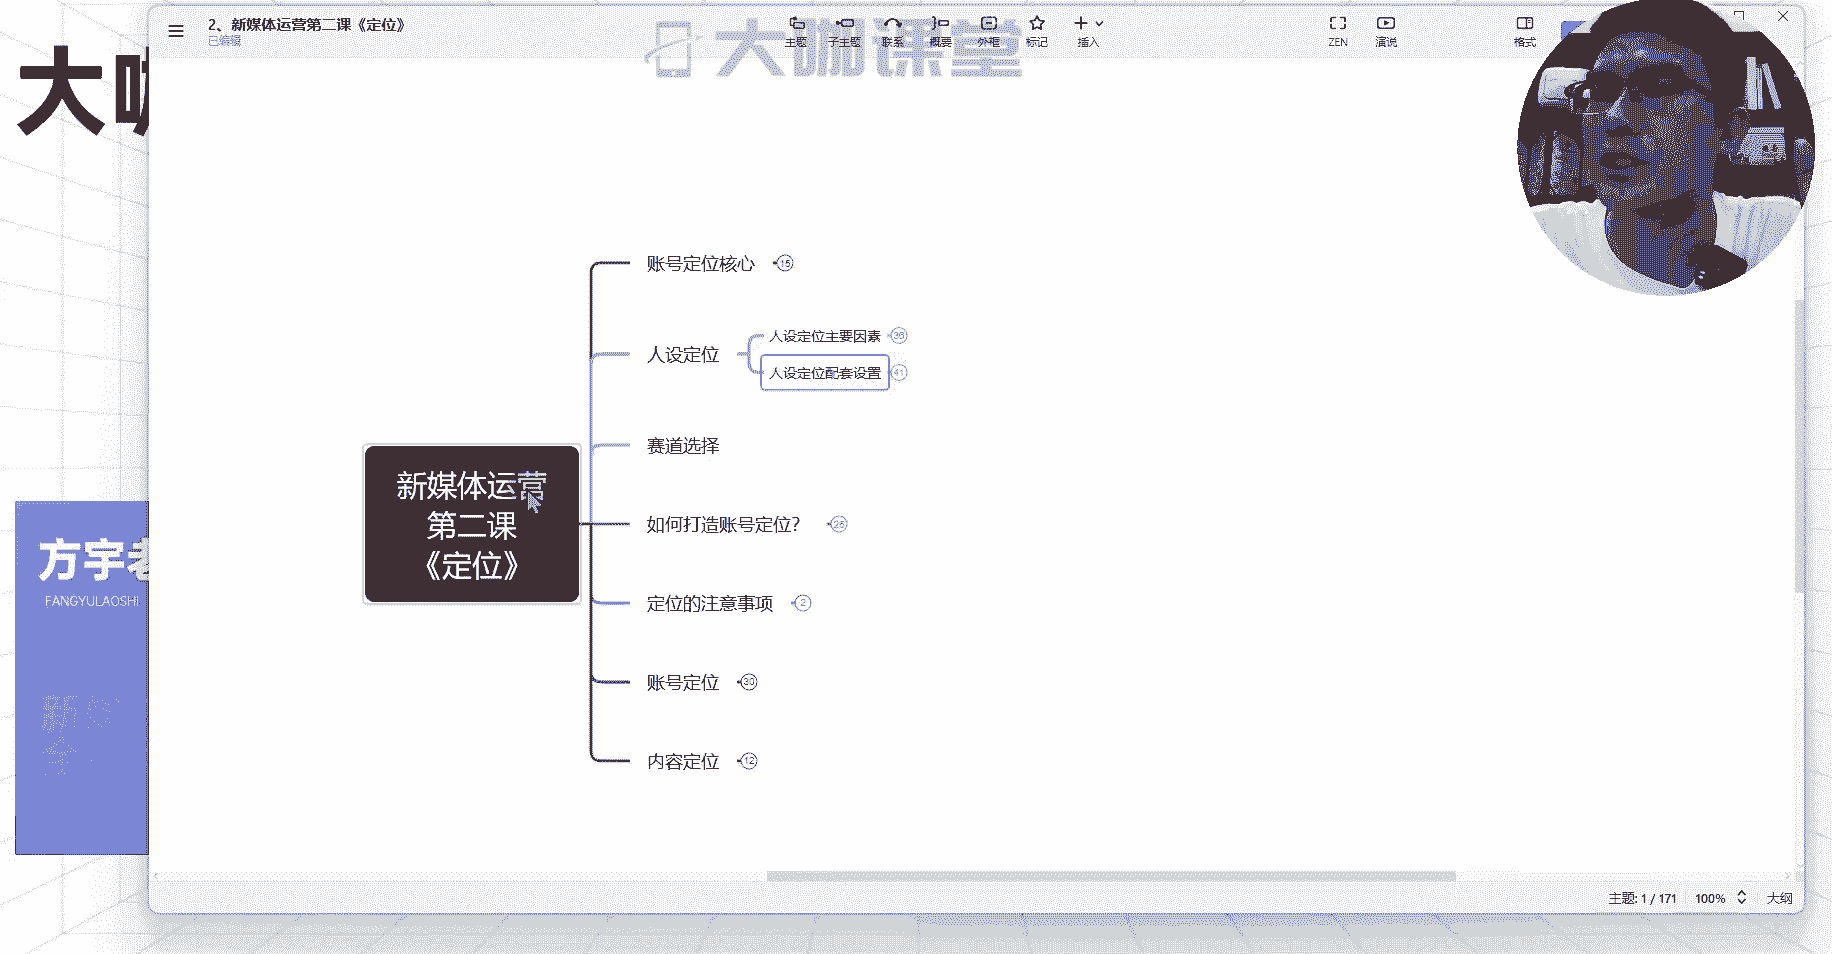 2、新媒体运营第二课《定位》
已编辑
主题
子主题
联系
概要
外框
标记
插入
ZEN
演说
格式
大咖课堂
大
方宇老
FANGYULAOSHI
新媒体运营
第二课
《定位》
账号定位核心 15
人设定位
人设定位主要因素 36
人设定位配套设置 41
赛道选择
如何打造账号定位？ 26
定位的注意事项 2
账号定位 30
内容定位 12
主题: 1 / 171
100%
大纲